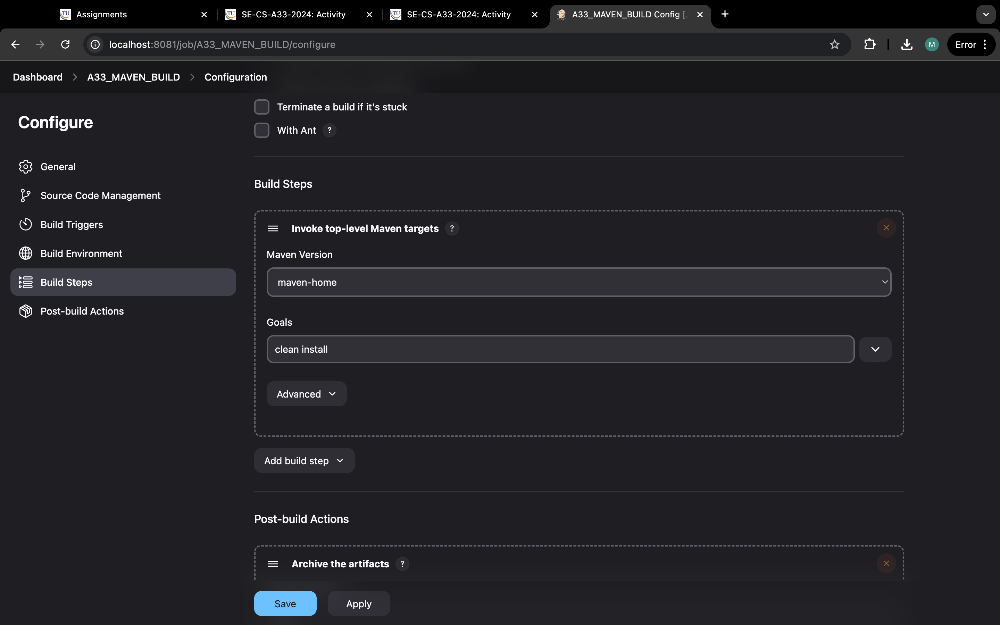 Assignments
SE-CS-A33-2024: Activity
SE-CS-A33-2024: Activity
A33_MAVEN_BUILD Config [
localhost:8081/job/A33_MAVEN_BUILD/configure
M
Error
Dashboard > A33_MAVEN_BUILD > Configuration
Configure
General
Source Code Management
Build Triggers
Build Environment
Build Steps
Post-build Actions
Terminate a build if it's stuck
With Ant ?
Build Steps
Invoke top-level Maven targets ?
Maven Version
maven-home
Goals
clean install
Advanced
Add build step
Post-build Actions
Archive the artifacts ?
Save
Apply